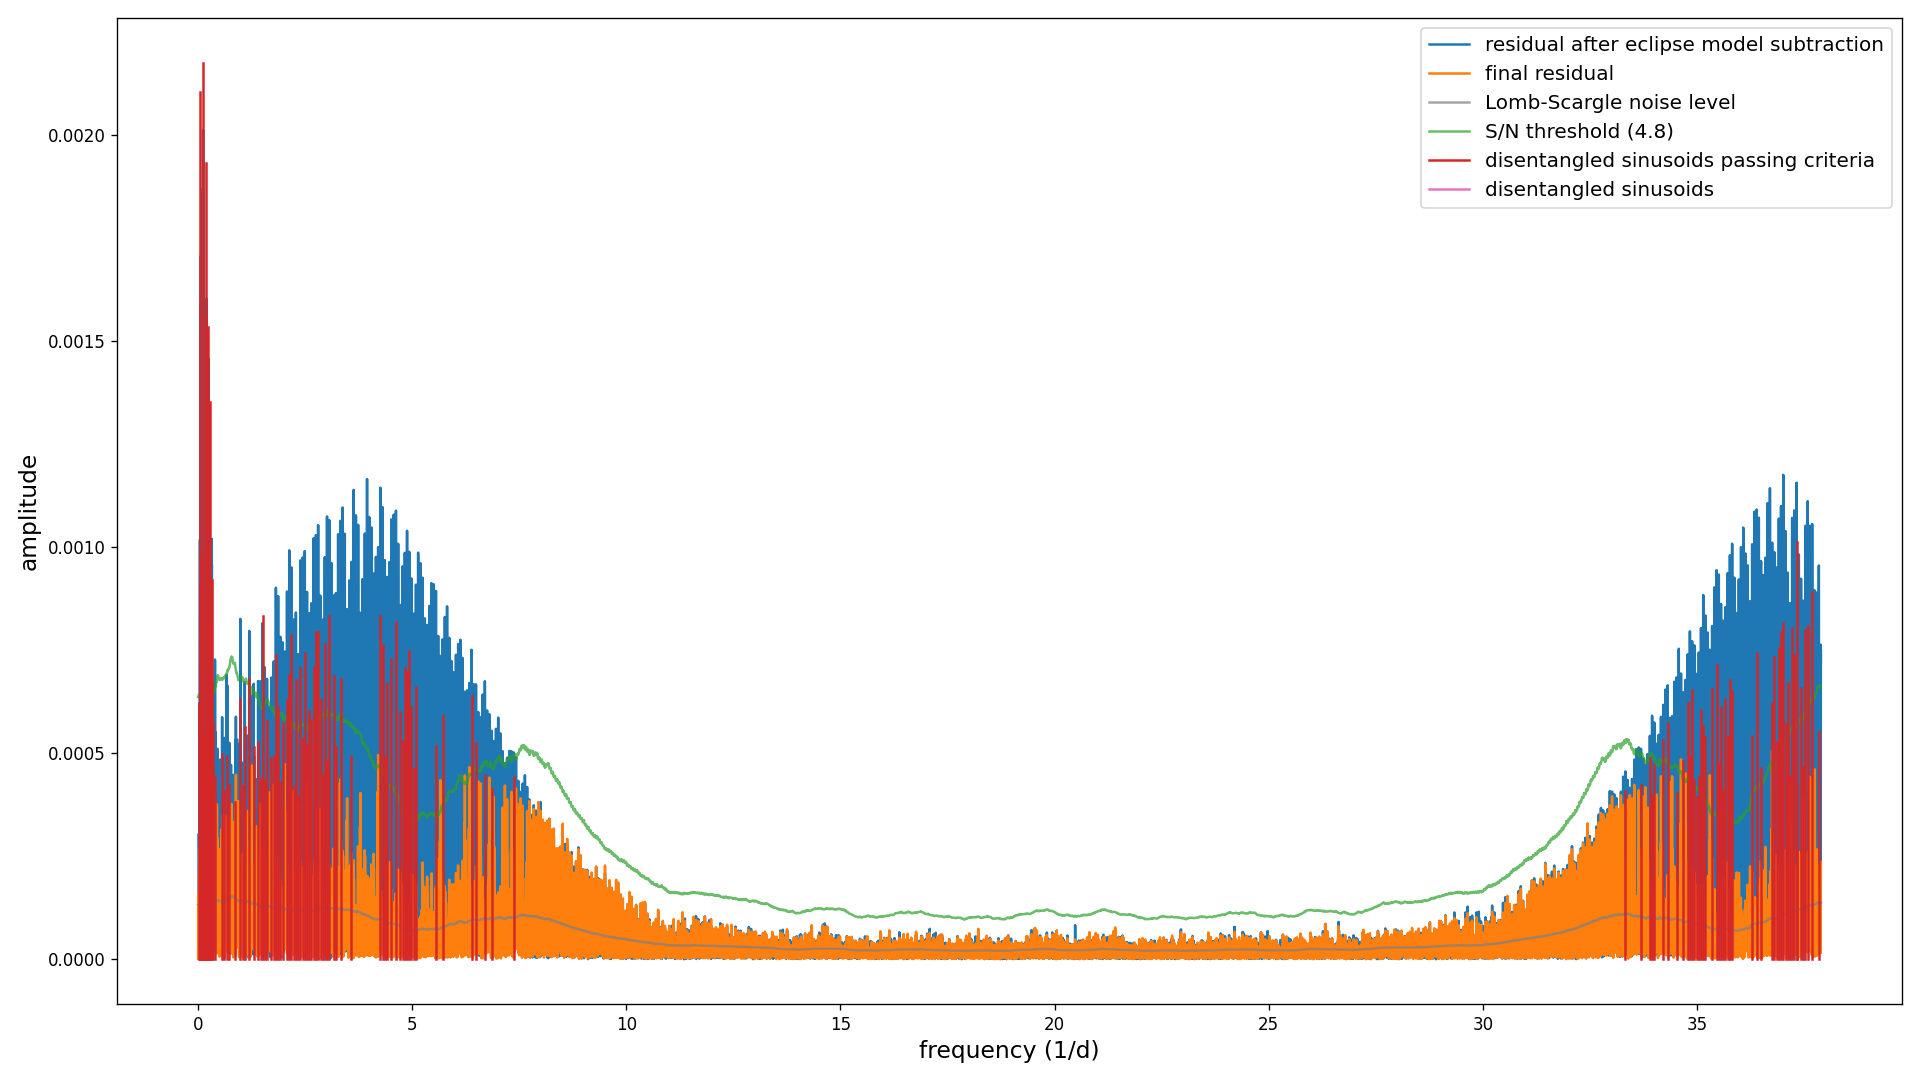 residual after eclipse model subtraction
final residual
Lomb-Scargle noise level
S/N threshold (4.8)
disentangled sinusoids passing criteria
disentangled sinusoids
amplitude
0.0020
0.0015
0.0010
0.0005
0.0000
0 5 10 15 20 25 30 35
frequency (1/d)